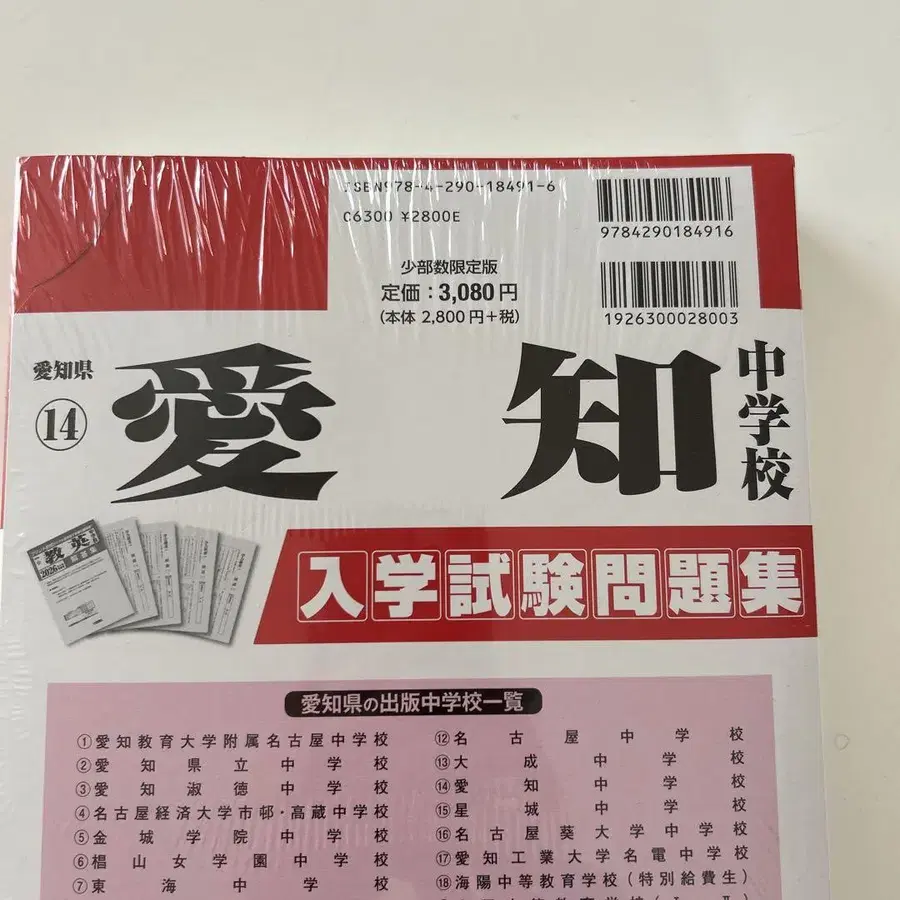 ISBN978-4-290-18491-6
C6300 ¥2800E
9784290184916
少部数限定版
定価：3,080円
(本体 2,800円+税)
1926300028003
愛知県
14
愛知中学校
教英
2026
入学試験問題集
愛知県の出版中学校一覧
①愛知教育大学附属名古屋中学校
②愛知県立中学校
③愛知淑徳中学校
④名古屋経済大学市邨・高蔵中学校
⑤金城学院中学校
⑥椙山女学園中学校
⑦東海中学校
⑫名古屋中学校
⑬大成中学校
⑭愛知中学校
⑮星城中学校
⑯名古屋葵大学中学校
⑰愛知工業大学名電中学校
⑱海陽中等教育学校(特別給費生)